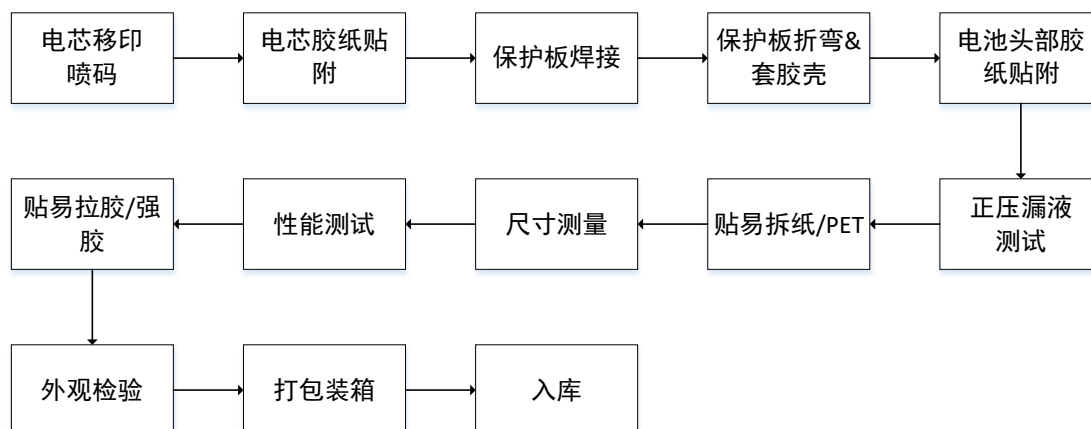 电芯移印
喷码
电芯胶纸贴
附
保护板焊接
保护板折弯&
套胶壳
电池头部胶
纸贴附
正压漏液
测试
贴易拆纸/PET
尺寸测量
性能测试
贴易拉胶/强
胶
外观检验
打包装箱
入库